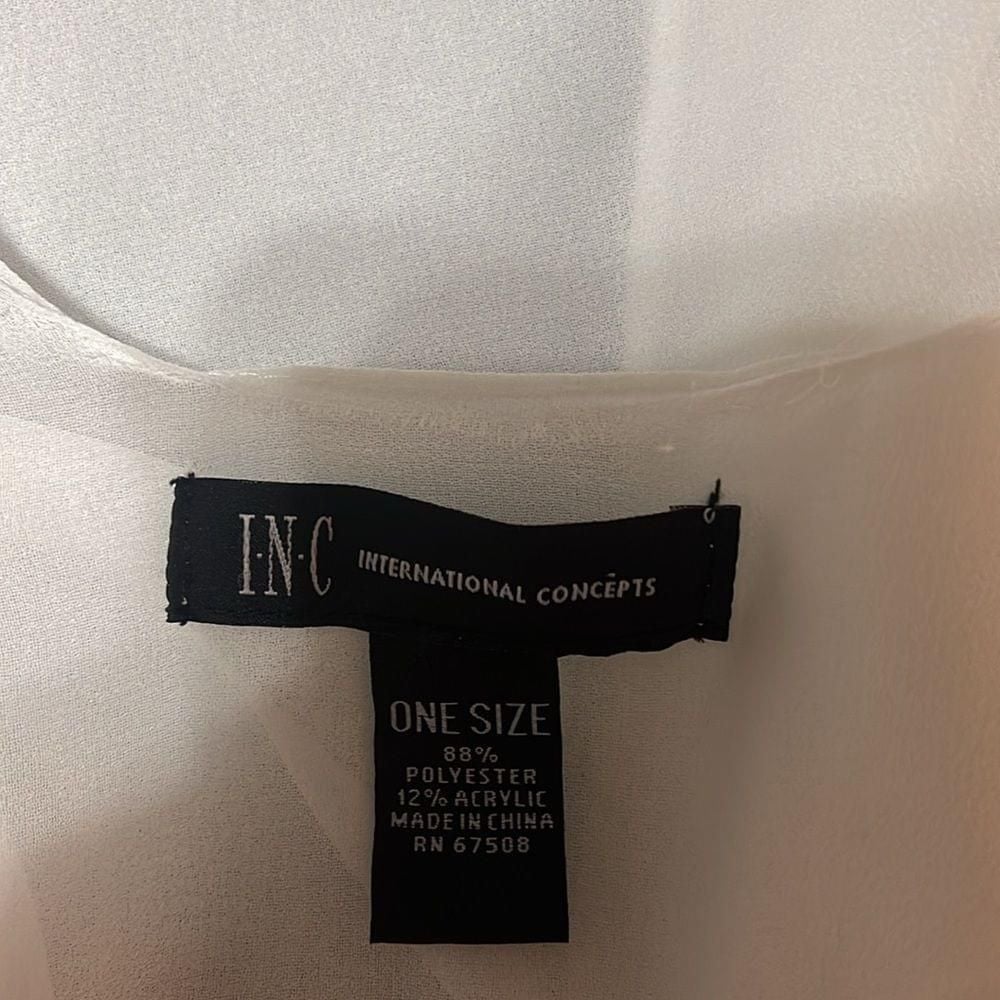 I·N·C INTERNATIONAL CONCEPTS
ONE SIZE
88%
POLYESTER
12% ACRYLIC
MADE IN CHINA
RN 67508